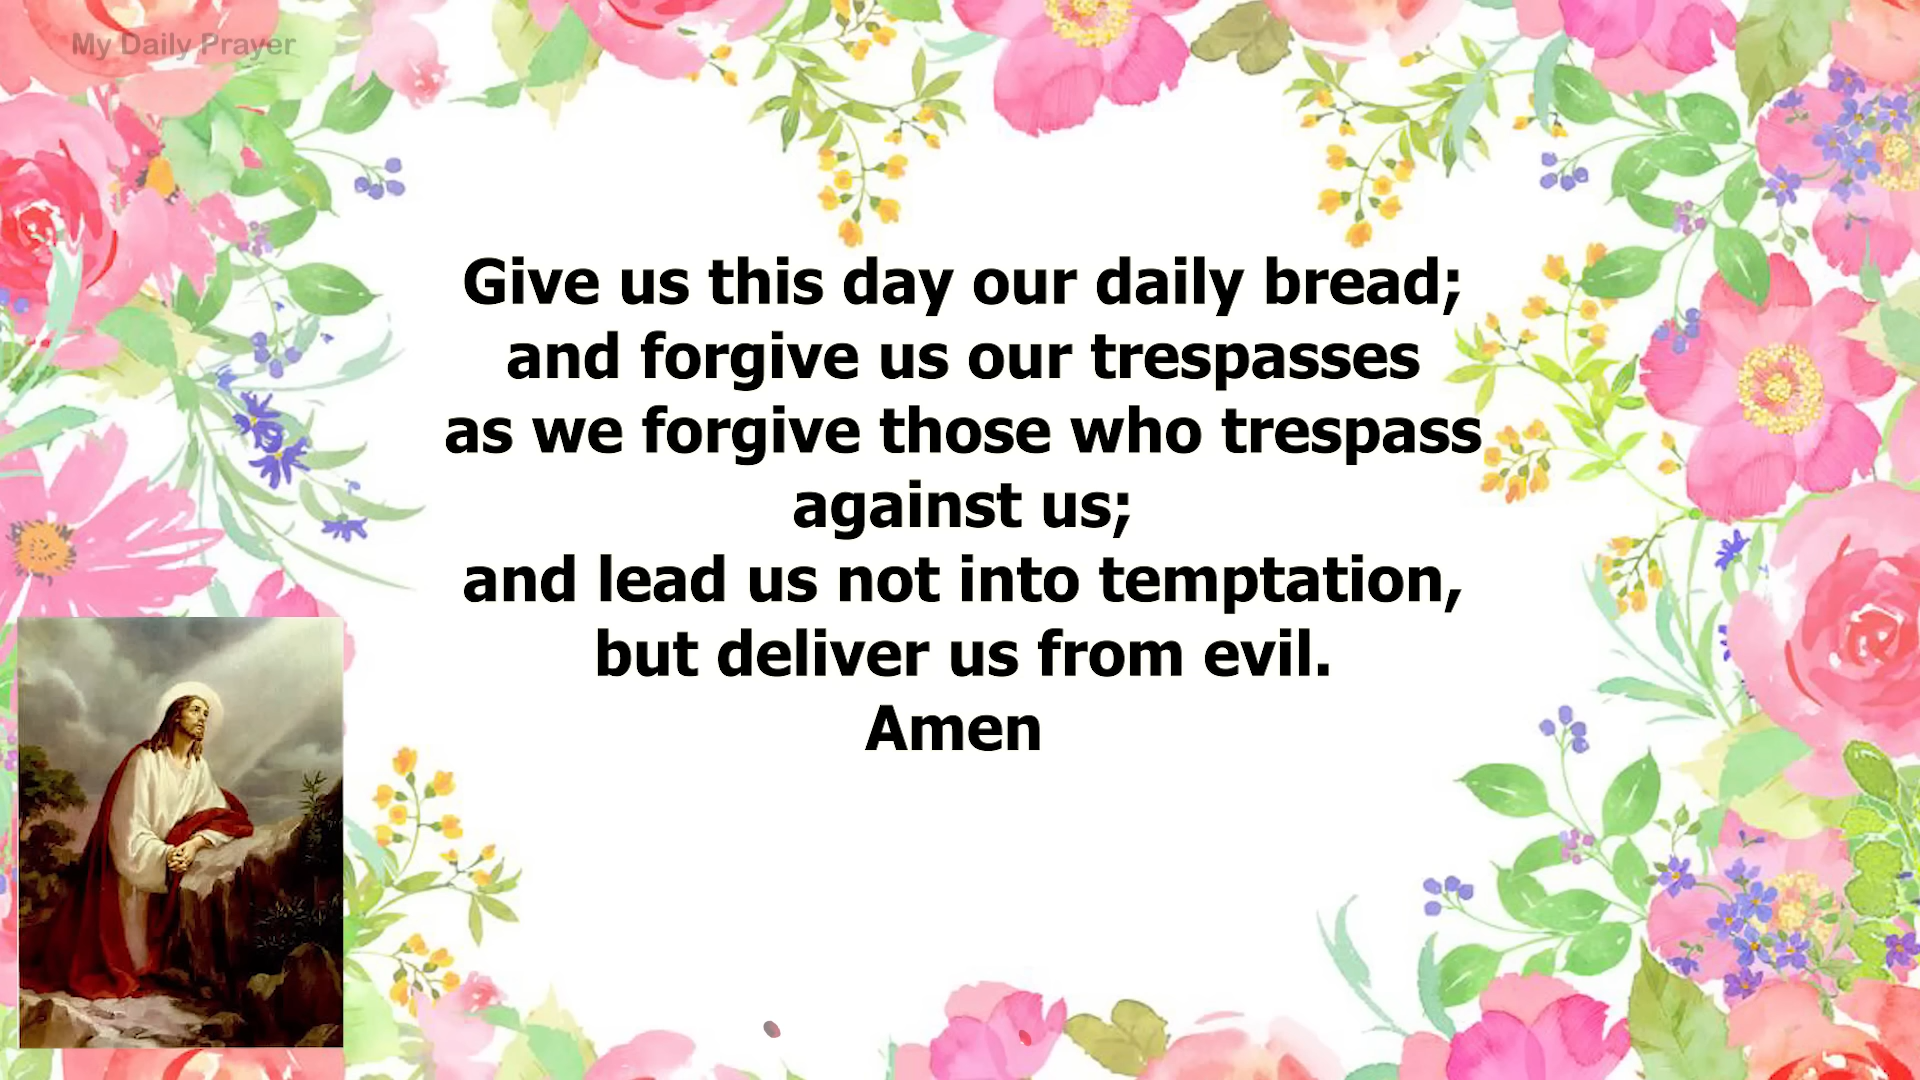 My Daily Prayer
Give us this day our daily bread;
and forgive us our trespasses
as we forgive those who trespass
against us;
and lead us not into temptation,
but deliver us from evil.
Amen